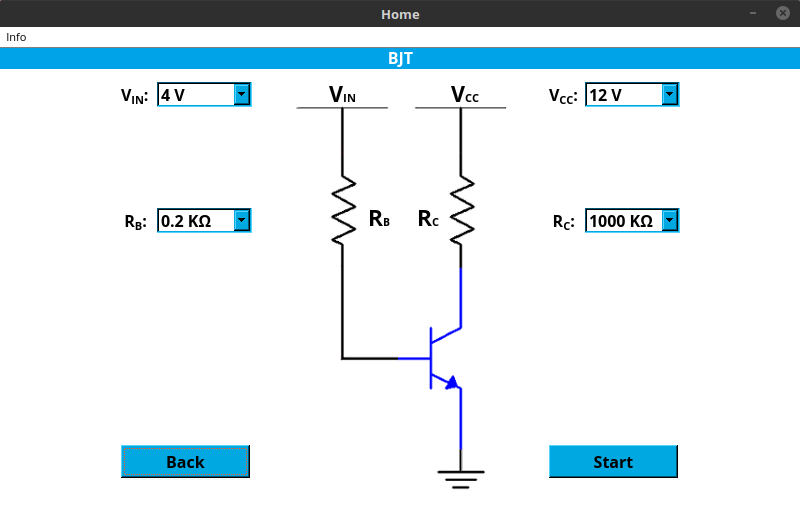 Home
Info
BJT
VIN: 4 V
VIN
VCC
VCC: 12 V
RB: 0.2 KΩ
RB
RC
RC: 1000 KΩ
Back
Start